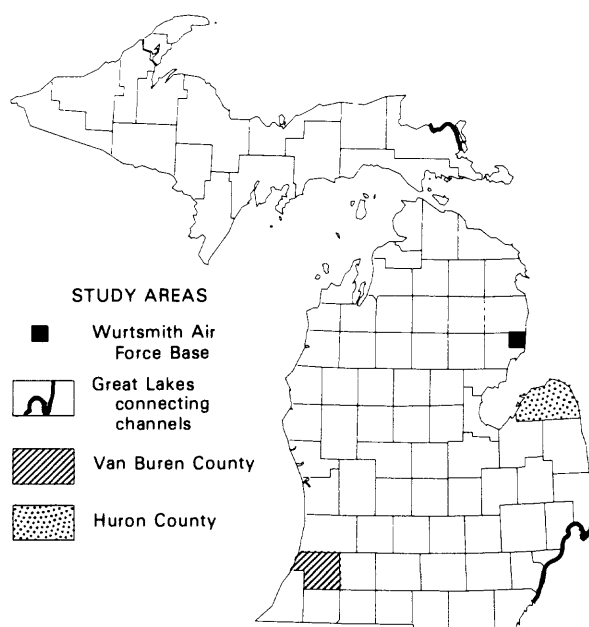 STUDY AREAS
Wurtsmith Air
Force Base
Great Lakes
connecting
channels
Van Buren County
Huron County